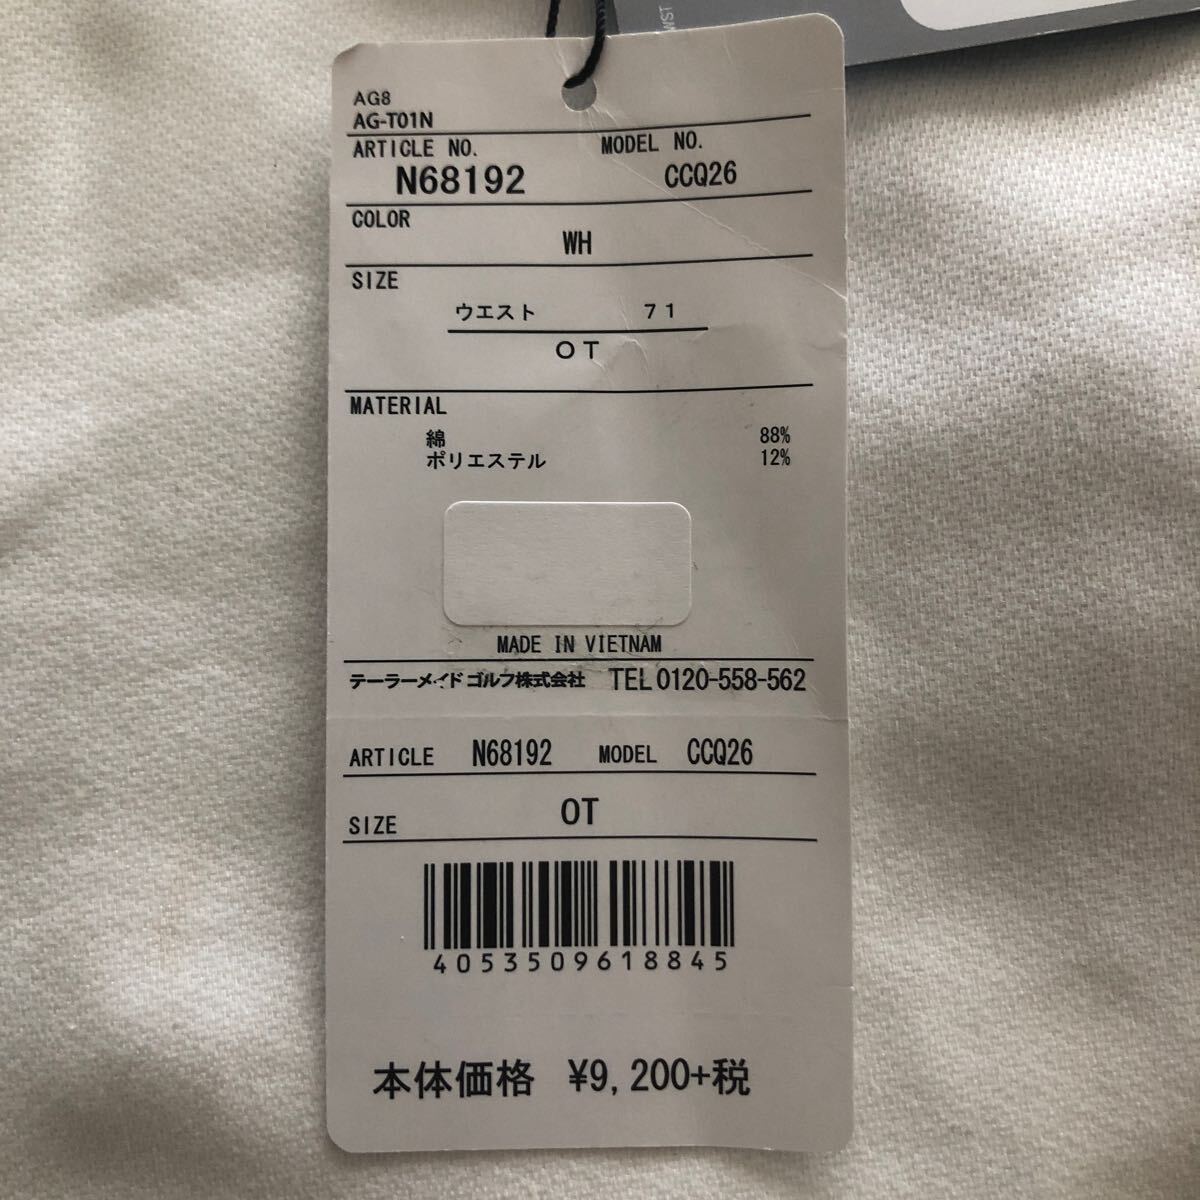 WST
AG8
AG-T01N
ARTICLE NO. MODEL NO.
N68192 CCQ26
COLOR
WH
SIZE
ウエスト 71
OT
MATERIAL
綿 88%
ポリエステル 12%
MADE IN VIETNAM
テーラーメイド ゴルフ株式会社 TEL 0120-558-562
ARTICLE N68192 MODEL CCQ26
SIZE OT
4053509618845
本体価格 ¥9,200+税